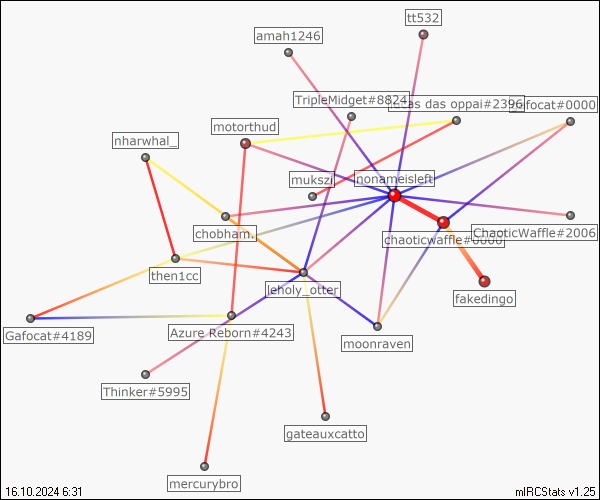 tt532
amah1246
TripleMidget#8824
cas das oppai#2396
afocat#0000
motorthud
nharwhal_
mukszi
nonameisleft
chobham.
chaoticwaffle#0000
ChaoticWaffle#2006
then1cc
leholy_otter
fakedingo
Gafocat#4189
Azure Reborn#4243
moonraven
Thinker#5995
gateauxcatto
mercurybro
16.10.2024 6:31
mIRCStats v1.25